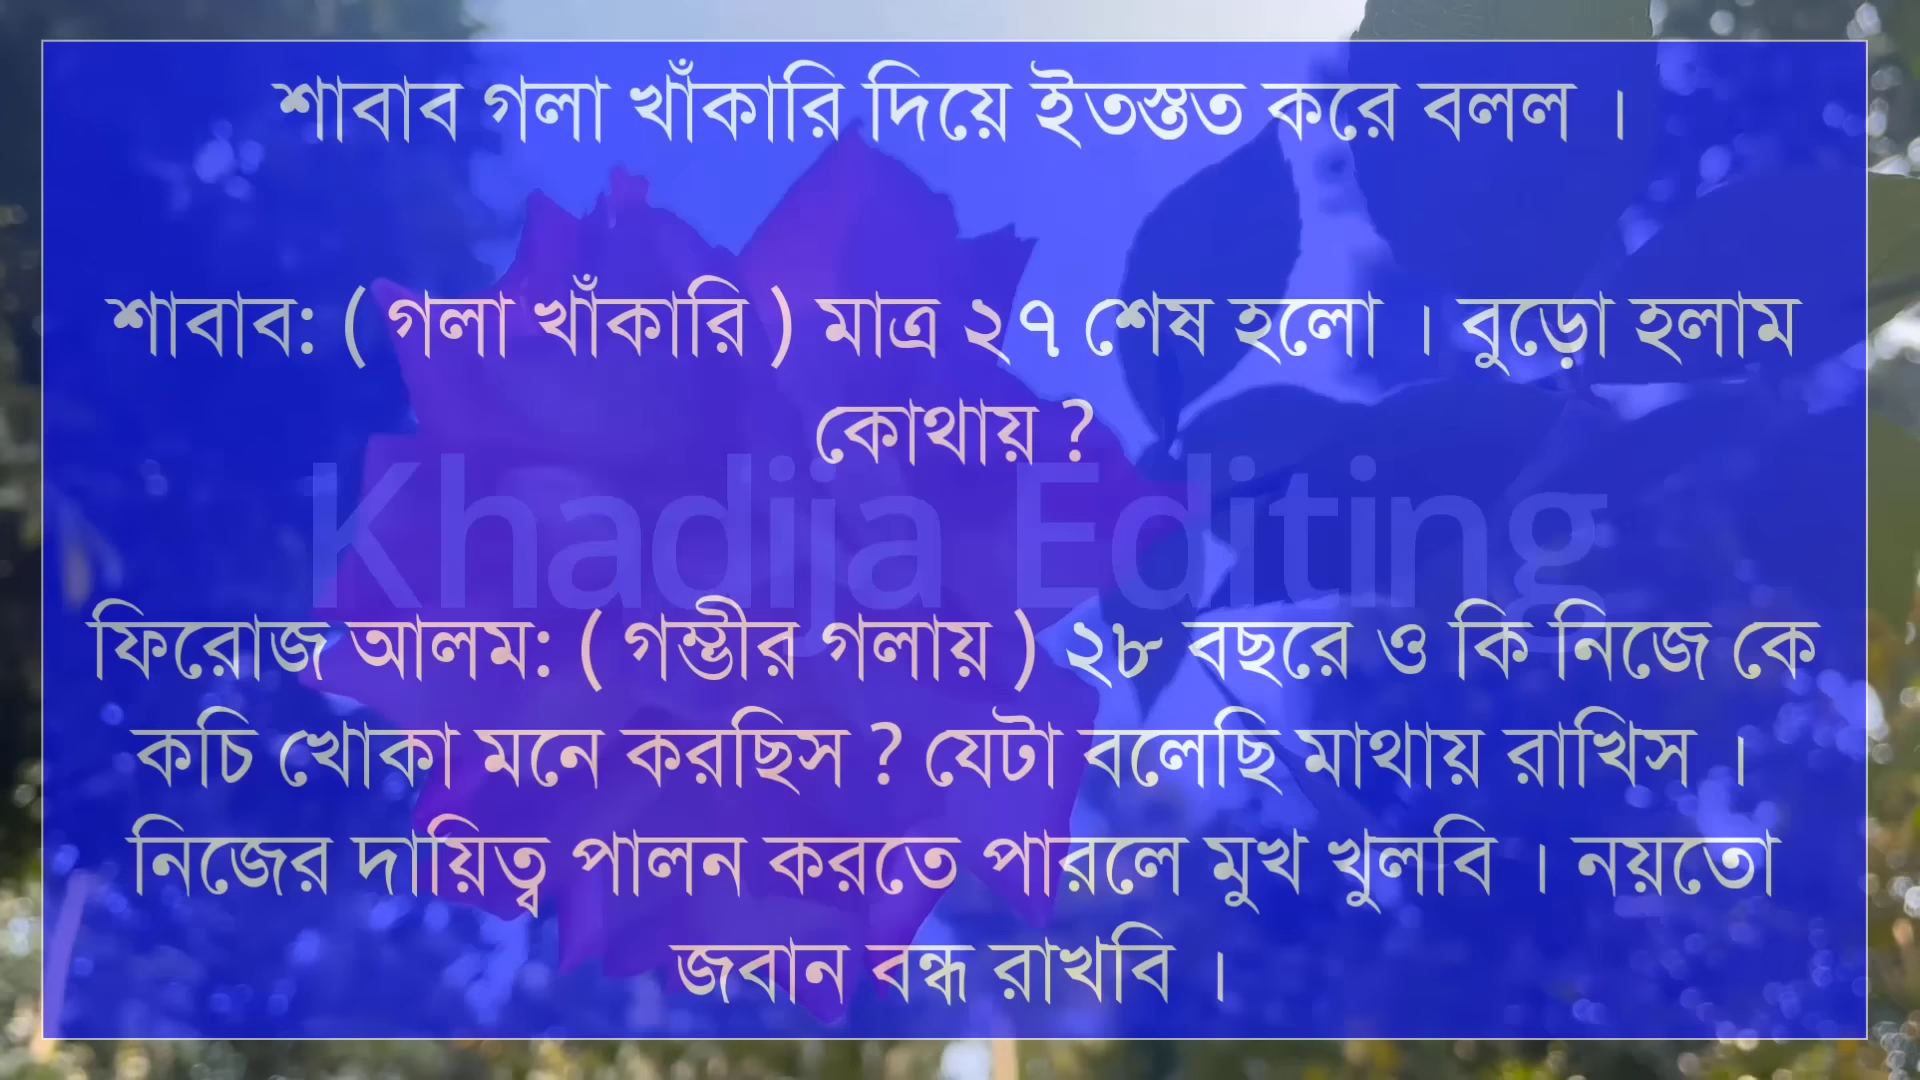 শাবাব গলা খাঁকারি দিয়ে ইতস্তত করে বলল ।
শাবাব: ( গলা খাঁকারি ) মাত্র ২৭ শেষ হলো । বুড়ো হলাম
কোথায় ?
Khadija Editing
ফিরোজ আলম: ( গম্ভীর গলায় ) ২৮ বছরে ও কি নিজে কে
কচি খোকা মনে করছিস ? যেটা বলেছি মাথায় রাখিস ।
নিজের দায়িত্ব পালন করতে পারলে মুখ খুলবি । নয়তো
জবান বন্ধ রাখবি ।